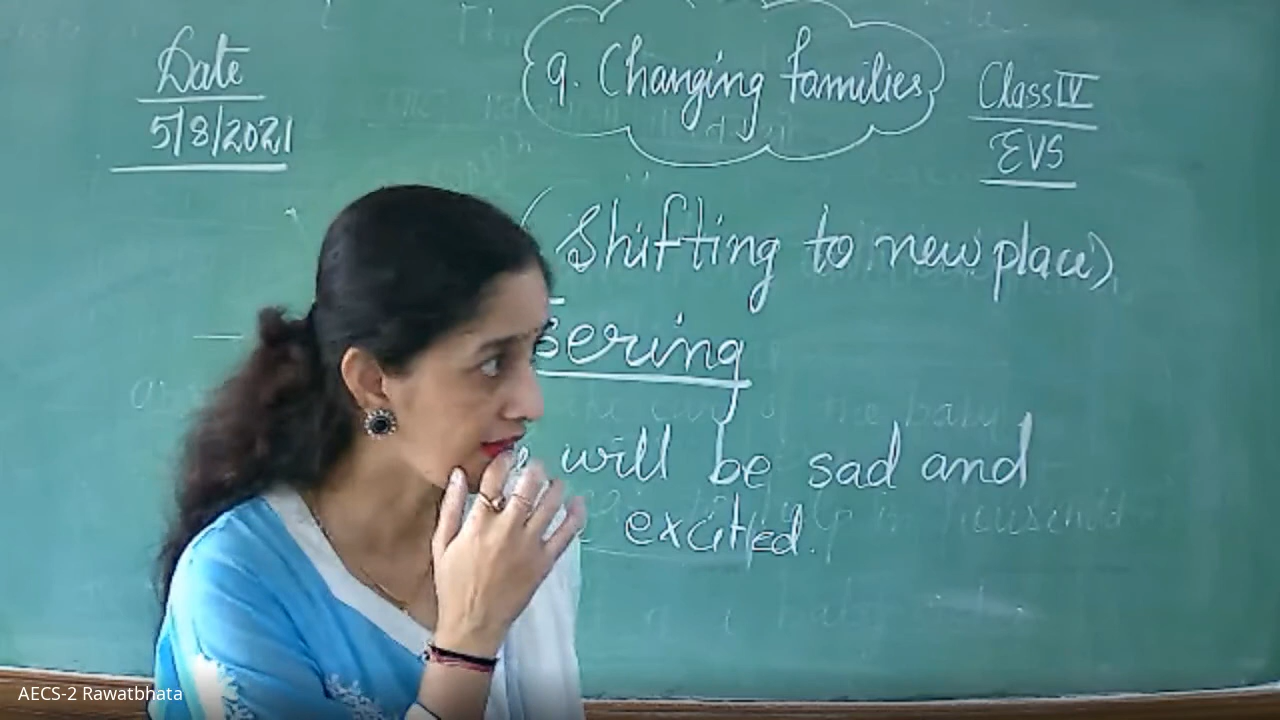 Date
5/8/2021
9. Changing families
Class IV
EVS
(Shifting to new place)
sering
will be sad and
excited.
AECS-2 Rawatbhata